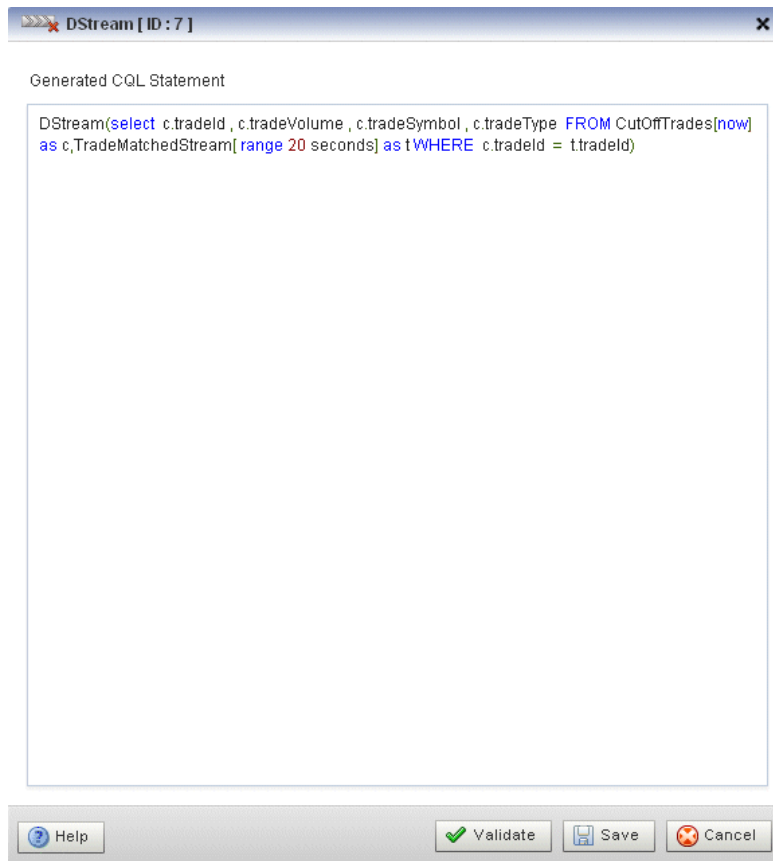 DStream [ ID : 7 ]
Generated CQL Statement
DStream(select c.tradeId , c.tradeVolume , c.tradeSymbol , c.tradeType FROM CutOffTrades[now]
as c,TradeMatchedStream[ range 20 seconds] as t WHERE c.tradeId = t.tradeId)
Help Validate Save Cancel